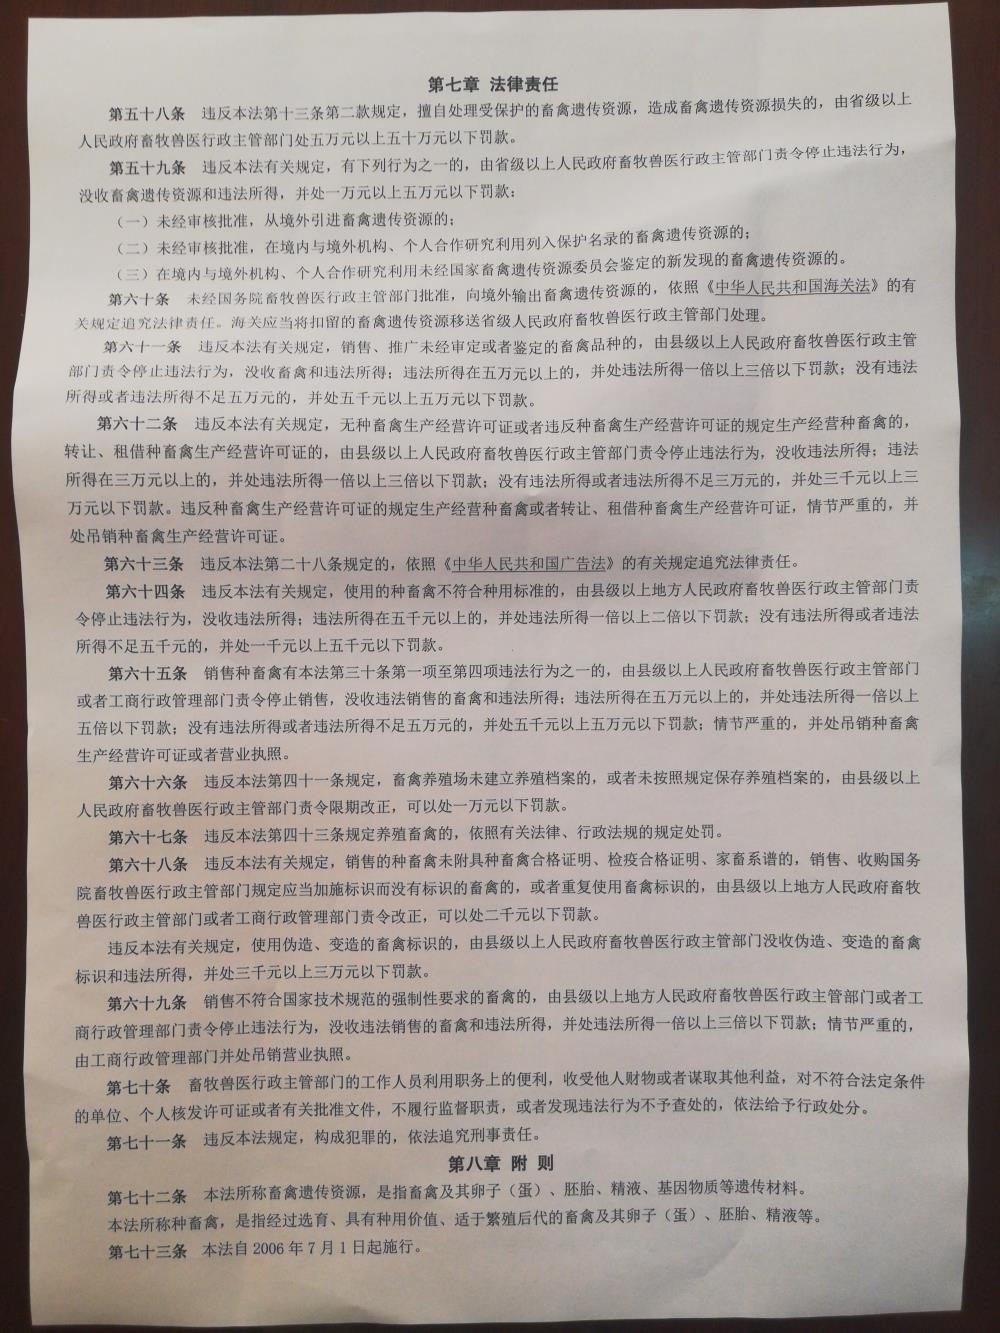 第七章 法律责任
第五十八条 违反本法第十三条第二款规定，擅自处理受保护的畜禽遗传资源，造成畜禽遗传资源损失的，由省级以上
人民政府畜牧兽医行政主管部门处五万元以上五十万元以下罚款。
第五十九条 违反本法有关规定，有下列行为之一的，由省级以上人民政府畜牧兽医行政主管部门责令停止违法行为，
没收畜禽遗传资源和违法所得，并处一万元以上五万元以下罚款：
（一）未经审核批准，从境外引进畜禽遗传资源的；
（二）未经审核批准，在境内与境外机构、个人合作研究利用列入保护名录的畜禽遗传资源的；
（三）在境内与境外机构、个人合作研究利用未经国家畜禽遗传资源委员会鉴定的新发现的畜禽遗传资源的。
第六十条 未经国务院畜牧兽医行政主管部门批准，向境外输出畜禽遗传资源的，依照《中华人民共和国海关法》的有
关规定追究法律责任。海关应当将扣留的畜禽遗传资源移送省级人民政府畜牧兽医行政主管部门处理。
第六十一条 违反本法有关规定，销售、推广未经审定或者鉴定的畜禽品种的，由县级以上人民政府畜牧兽医行政主管
部门责令停止违法行为，没收畜禽和违法所得；违法所得在五万元以上的，并处违法所得一倍以上三倍以下罚款；没有违法
所得或者违法所得不足五万元的，并处五千元以上五万元以下罚款。
第六十二条 违反本法有关规定，无种畜禽生产经营许可证或者违反种畜禽生产经营许可证的规定生产经营种畜禽的，
转让、租借种畜禽生产经营许可证的，由县级以上人民政府畜牧兽医行政主管部门责令停止违法行为，没收违法所得；违法
所得在三万元以上的，并处违法所得一倍以上三倍以下罚款；没有违法所得或者违法所得不足三万元的，并处三千元以上三
万元以下罚款。违反种畜禽生产经营许可证的规定生产经营种畜禽或者转让、租借种畜禽生产经营许可证，情节严重的，并
处吊销种畜禽生产经营许可证。
第六十三条 违反本法第二十八条规定的，依照《中华人民共和国广告法》的有关规定追究法律责任。
第六十四条 违反本法有关规定，使用的种畜禽不符合种用标准的，由县级以上地方人民政府畜牧兽医行政主管部门责
令停止违法行为，没收违法所得；违法所得在五千元以上的，并处违法所得一倍以上二倍以下罚款；没有违法所得或者违法
所得不足五千元的，并处一千元以上五千元以下罚款。
第六十五条 销售种畜禽有本法第三十条第一项至第四项违法行为之一的，由县级以上人民政府畜牧兽医行政主管部门
或者工商行政管理部门责令停止销售，没收违法销售的畜禽和违法所得；违法所得在五万元以上的，并处违法所得一倍以上
五倍以下罚款；没有违法所得或者违法所得不足五万元的，并处五千元以上五万元以下罚款；情节严重的，并处吊销种畜禽
生产经营许可证或者营业执照。
第六十六条 违反本法第四十一条规定，畜禽养殖场未建立养殖档案的，或者未按照规定保存养殖档案的，由县级以上
人民政府畜牧兽医行政主管部门责令限期改正，可以处一万元以下罚款。
第六十七条 违反本法第四十三条规定养殖畜禽的，依照有关法律、行政法规的规定处罚。
第六十八条 违反本法有关规定，销售的种畜禽未附具种畜禽合格证明、检疫合格证明、家畜系谱的，销售、收购国务
院畜牧兽医行政主管部门规定应当加施标识而没有标识的畜禽的，或者重复使用畜禽标识的，由县级以上地方人民政府畜牧
兽医行政主管部门或者工商行政管理部门责令改正，可以处二千元以下罚款。
违反本法有关规定，使用伪造、变造的畜禽标识的，由县级以上人民政府畜牧兽医行政主管部门没收伪造、变造的畜禽
标识和违法所得，并处三千元以上三万元以下罚款。
第六十九条 销售不符合国家技术规范的强制性要求的畜禽的，由县级以上地方人民政府畜牧兽医行政主管部门或者工
商行政管理部门责令停止违法行为，没收违法销售的畜禽和违法所得，并处违法所得一倍以上三倍以下罚款；情节严重的，
由工商行政管理部门并处吊销营业执照。
第七十条 畜牧兽医行政主管部门的工作人员利用职务上的便利，收受他人财物或者谋取其他利益，对不符合法定条件
的单位、个人核发许可证或者有关批准文件，不履行监督职责，或者发现违法行为不予查处的，依法给予行政处分。
第七十一条 违反本法规定，构成犯罪的，依法追究刑事责任。
第八章 附 则
第七十二条 本法所称畜禽遗传资源，是指畜禽及其卵子（蛋）、胚胎、精液、基因物质等遗传材料。
本法所称种畜禽，是指经过选育、具有种用价值、适于繁殖后代的畜禽及其卵子（蛋）、胚胎、精液等。
第七十三条 本法自 2006 年 7 月 1 日起施行。